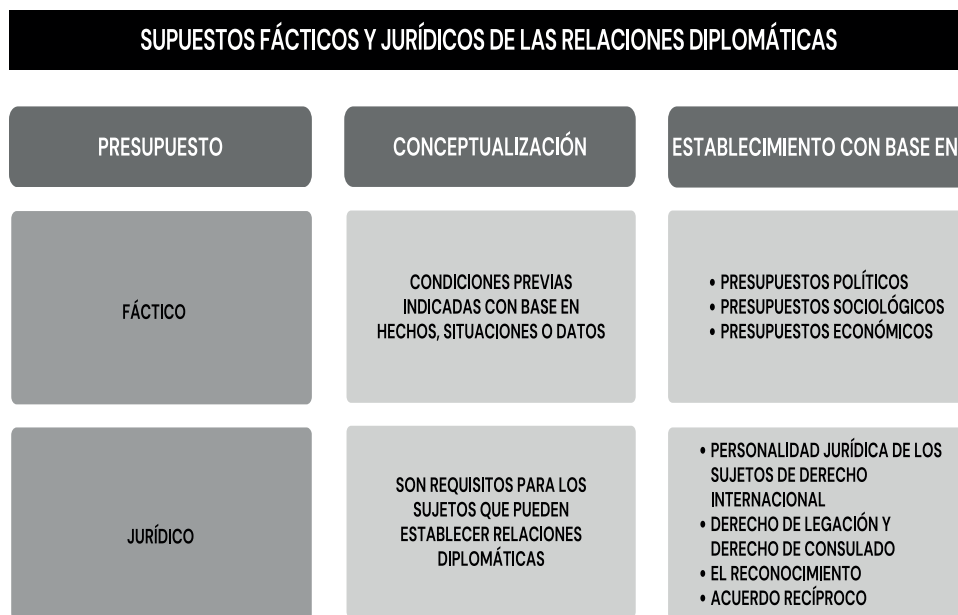 SUPUESTOS FÁCTICOS Y JURÍDICOS DE LAS RELACIONES DIPLOMÁTICAS
PRESUPUESTO
CONCEPTUALIZACIÓN
ESTABLECIMIENTO CON BASE EN
FÁCTICO
CONDICIONES PREVIAS
INDICADAS CON BASE EN
HECHOS, SITUACIONES O DATOS
• PRESUPUESTOS POLÍTICOS
• PRESUPUESTOS SOCIOLÓGICOS
• PRESUPUESTOS ECONÓMICOS
JURÍDICO
SON REQUISITOS PARA LOS
SUJETOS QUE PUEDEN
ESTABLECER RELACIONES
DIPLOMÁTICAS
• PERSONALIDAD JURÍDICA DE LOS
SUJETOS DE DERECHO
INTERNACIONAL
• DERECHO DE LEGACIÓN Y
DERECHO DE CONSULADO
• EL RECONOCIMIENTO
• ACUERDO RECÍPROCO